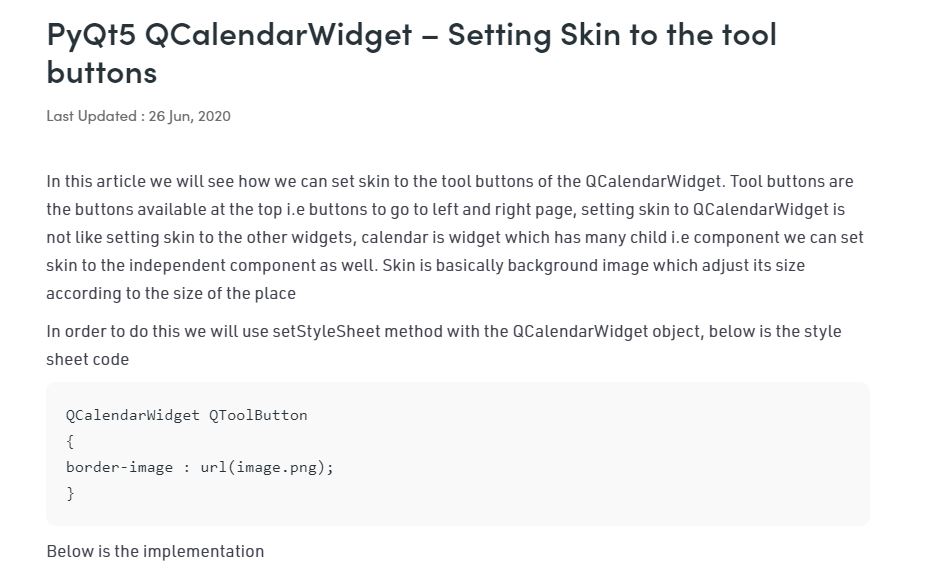 PyQt5 QCalendarWidget – Setting Skin to the tool
buttons
Last Updated : 26 Jun, 2020
In this article we will see how we can set skin to the tool buttons of the QCalendarWidget. Tool buttons are
the buttons available at the top i.e buttons to go to left and right page, setting skin to QCalendarWidget is
not like setting skin to the other widgets, calendar is widget which has many child i.e component we can set
skin to the independent component as well. Skin is basically background image which adjust its size
according to the size of the place
In order to do this we will use setStyleSheet method with the QCalendarWidget object, below is the style
sheet code
QCalendarWidget QToolButton
{
border-image : url(image.png);
}
Below is the implementation